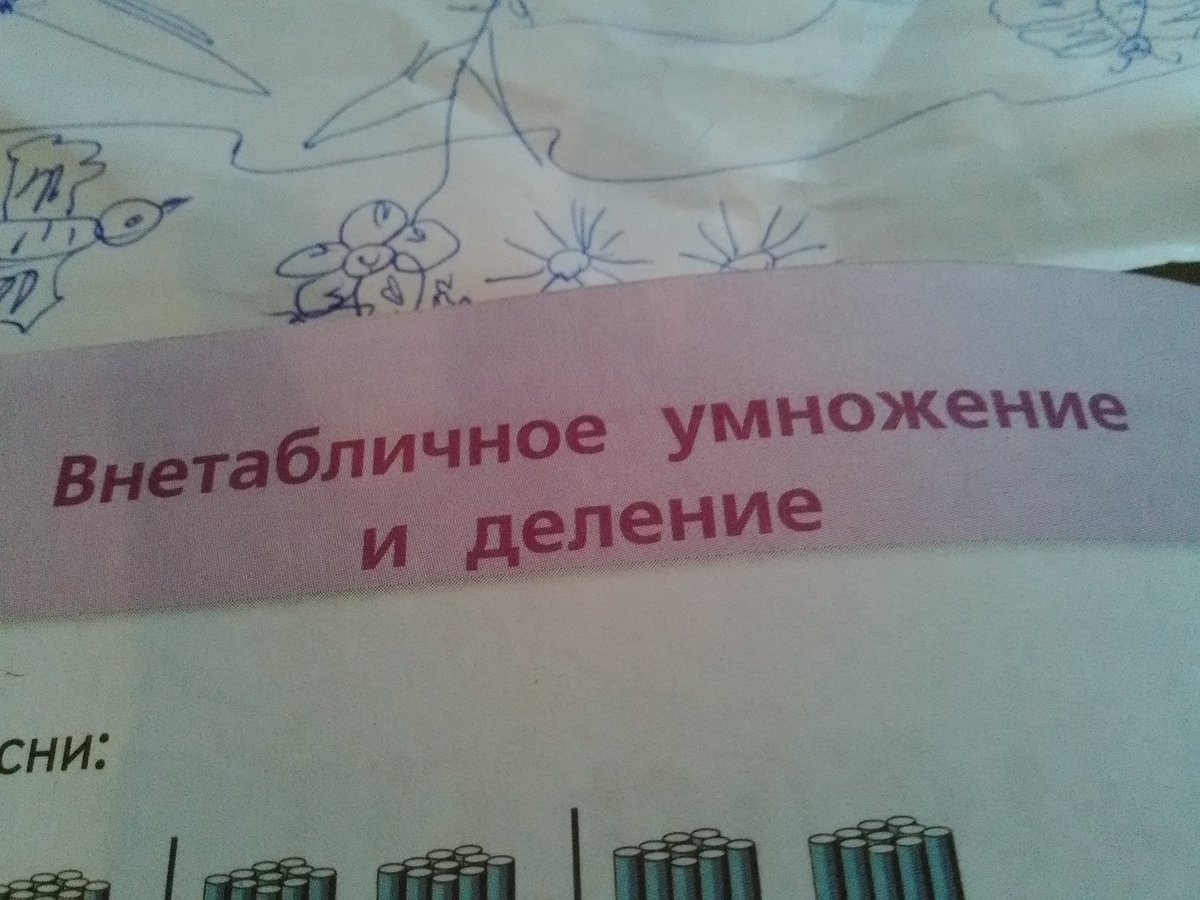 Внетабличное умножение
и деление
сни: